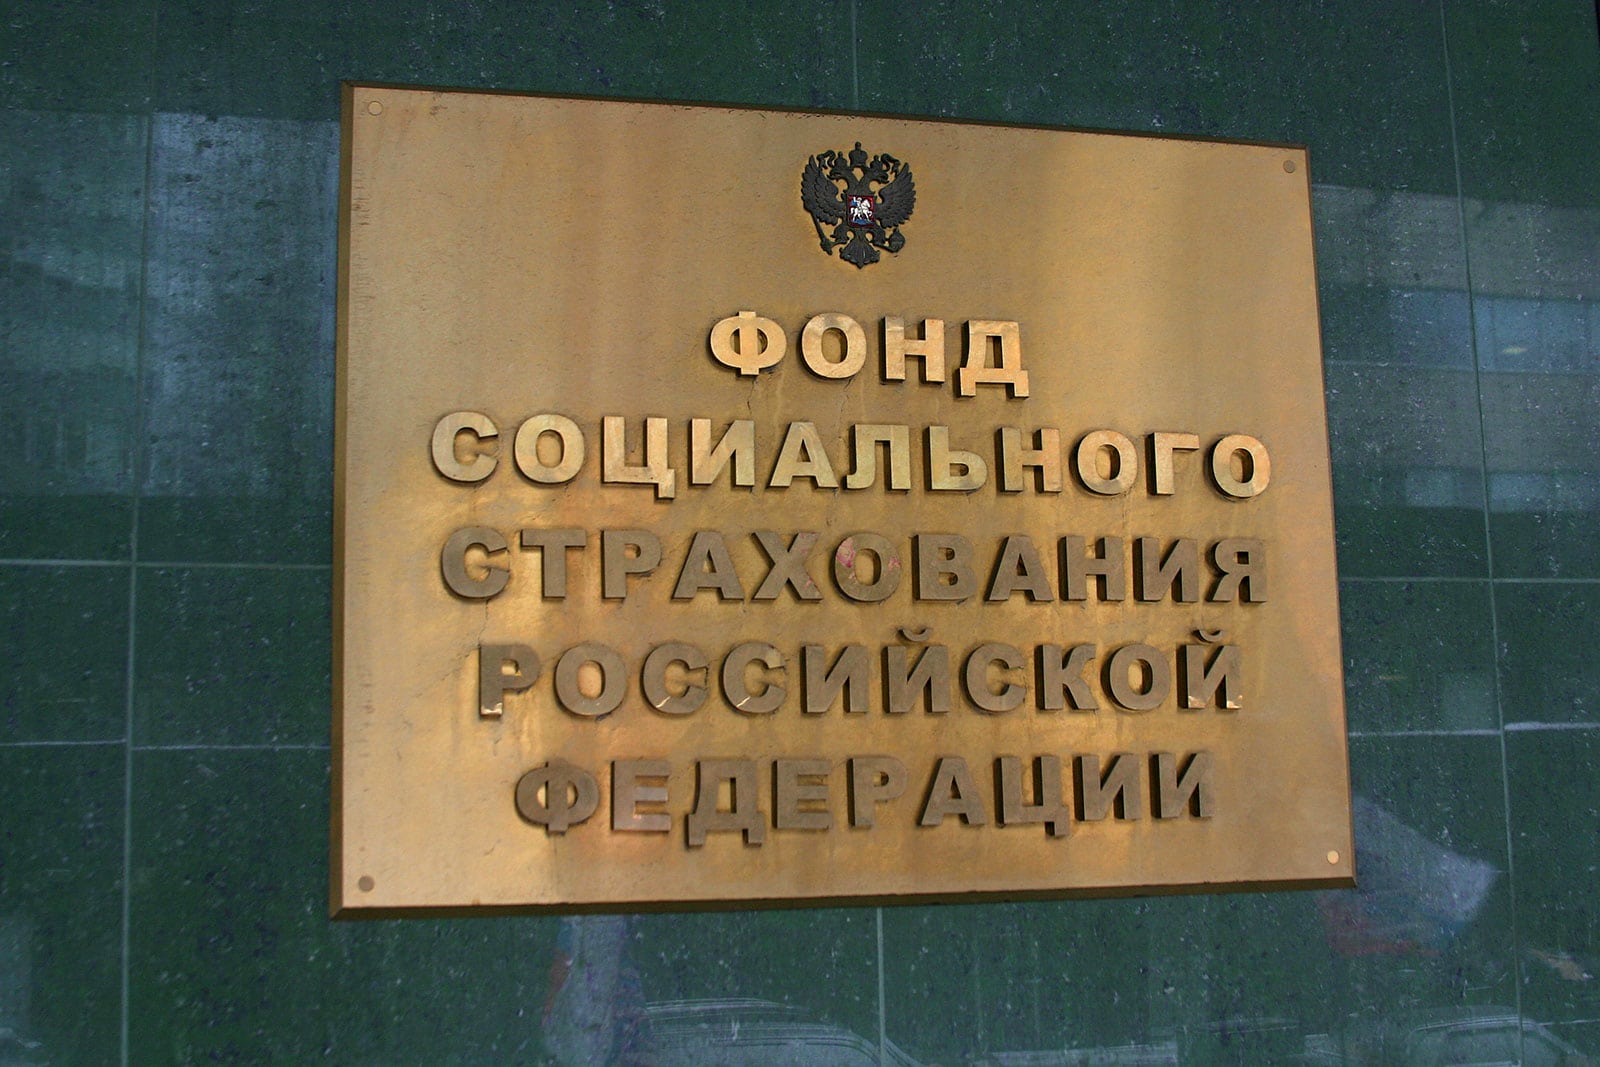 ФОНД
СОЦИАЛЬНОГО
СТРАХОВАНИЯ
РОССИЙСКОЙ
ФЕДЕРАЦИИ